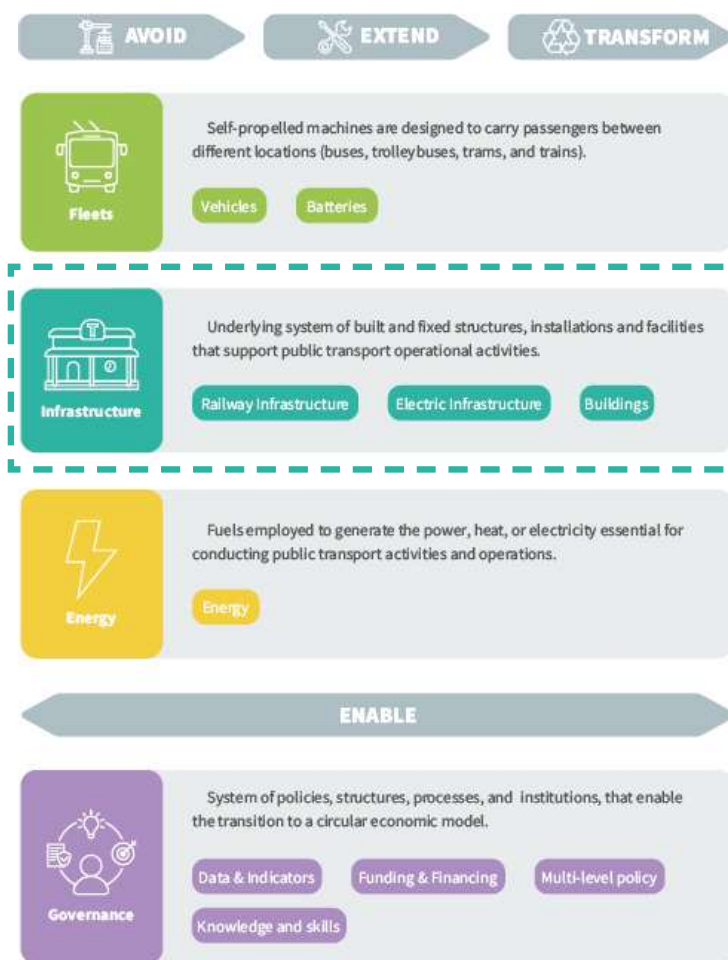 AVOID
EXTEND
TRANSFORM
Self-propelled machines are designed to carry passengers between
different locations (buses, trolleybuses, trams, and trains).
Fleets
Vehicles
Batteries
T
Underlying system of built and fixed structures, installations and facilities
that support public transport operational activities.
Infrastructure
Railway Infrastructure
Electric Infrastructure
Buildings
Fuels employed to generate the power, heat, or electricity essential for
conducting public transport activities and operations.
Energy
Energy
ENABLE
System of policies, structures, processes, and institutions, that enable
the transition to a circular economic model.
Governance
Data & Indicators
Funding & Financing
Multi-level policy
Knowledge and skills